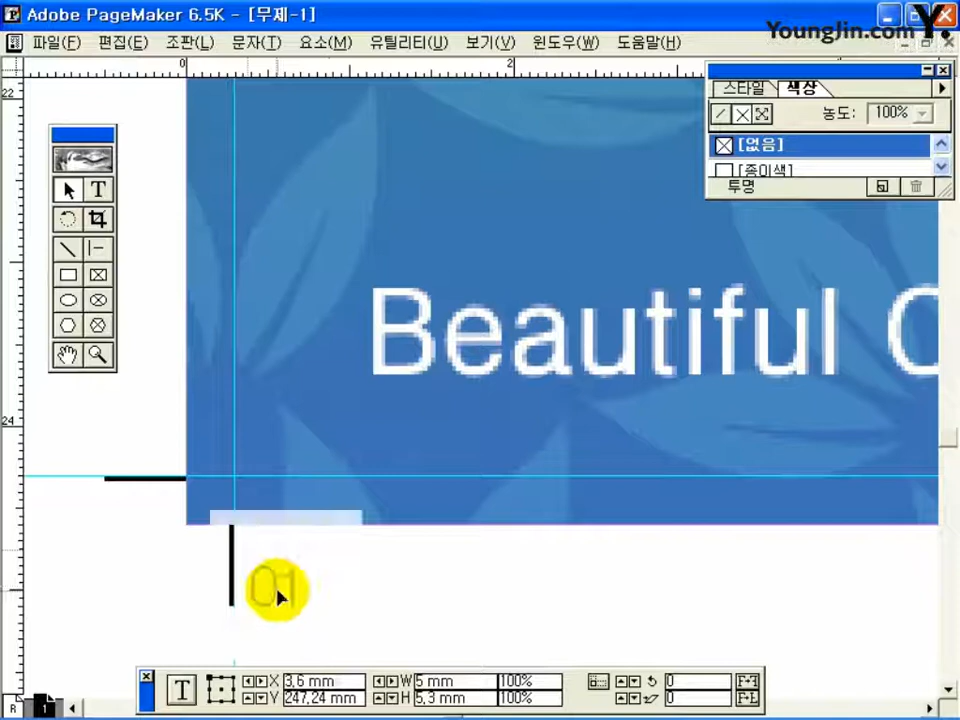 Adobe PageMaker 6.5K - [무제-1]
YoungJin.com Y.
파일(F) 편집(E) 조판(L) 문자(T) 요소(M) 유틸리티(U) 보기(V) 윈도우(W) 도움말(H)
0 2
22
24
스타일 색상
농도: 100%
[없음]
[종이색]
투명
T
Beautiful C
01
T
X 3,6 mm W 5 mm 100% 0
Y 247,24 mm H 5,3 mm 100% 0
R 1